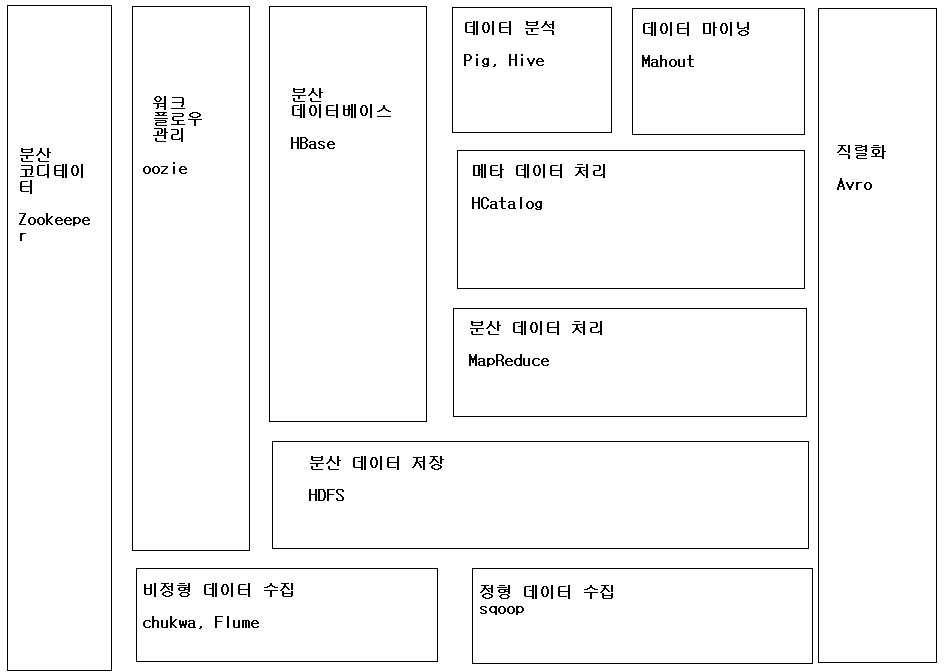 분산
코디테이
터
Zookeepe
r
워크
플로우
관리
oozie
분산
데이터베이스
HBase
데이터 분석
Pig, Hive
데이터 마이닝
Mahout
메타 데이터 처리
HCatalog
분산 데이터 처리
MapReduce
직렬화
Avro
분산 데이터 저장
HDFS
비정형 데이터 수집
chukwa, Flume
정형 데이터 수집
sqoop